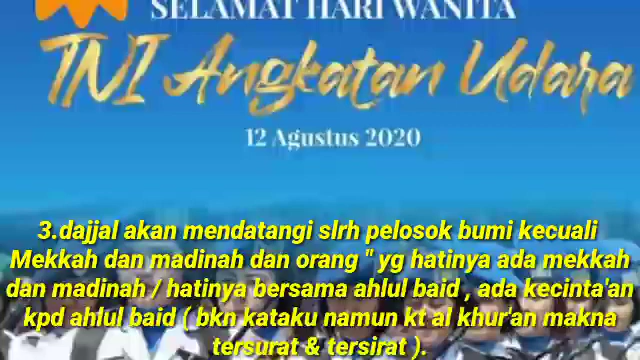 SELAMAT HARI WANITA
TNI Angkatan Udara
12 Agustus 2020
3.dajjal akan mendatangi slrh pelosok bumi kecuali
Mekkah dan madinah dan orang " yg hatinya ada mekkah
dan madinah / hatinya bersama ahlul baid , ada kecinta'an
kpd ahlul baid ( bkn kataku namun kt al khur'an makna
tersurat & tersirat ).